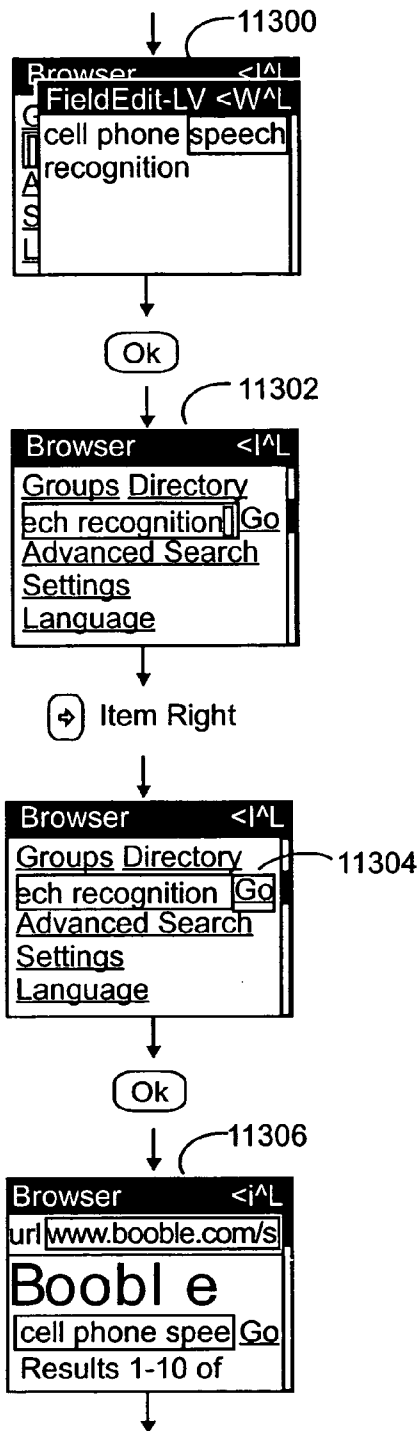 11300
Browser <I^L
FieldEdit-LV <W^L
G
cell phone speech
recognition
A
S
L
Ok
11302
Browser <I^L
Groups Directory
ech recognition Go
Advanced Search
Settings
Language
Item Right
Browser <I^L
Groups Directory
11304
ech recognition Go
Advanced Search
Settings
Language
Ok
11306
Browser <i^L
url www.booble.com/s
Boobl e
cell phone spee Go
Results 1-10 of